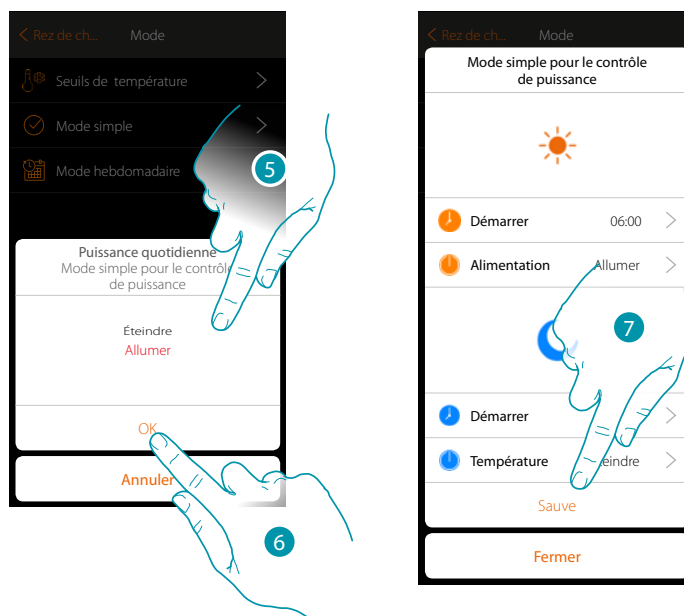 Rez de ch... Mode
Seuils de température
Mode simple
Mode hebdomadaire
5
Puissance quotidienne
Mode simple pour le contrôle
de puissance
Éteindre
Allumer
OK
Annuler
6
Rez de ch... Mode
Mode simple pour le contrôle
de puissance
Démarrer 06:00
Alimentation Allumer
7
Démarrer
Température
Sauve
Fermer